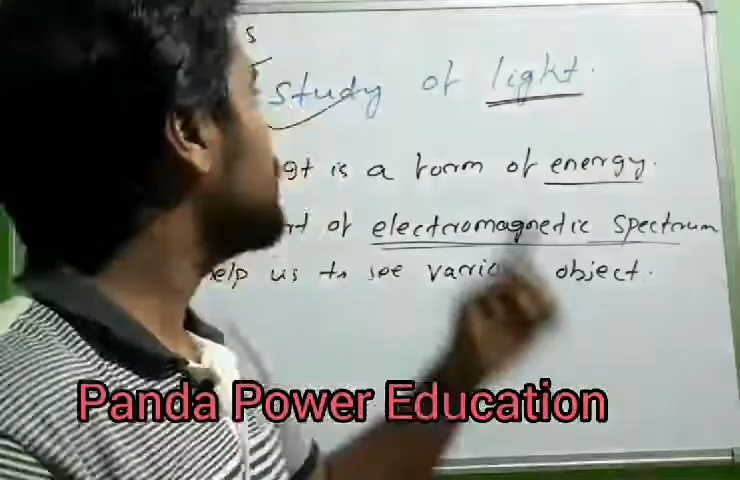 s
study of light.
is a form of energy.
of electromagnetic spectrum
us to see object.
Panda Power Education